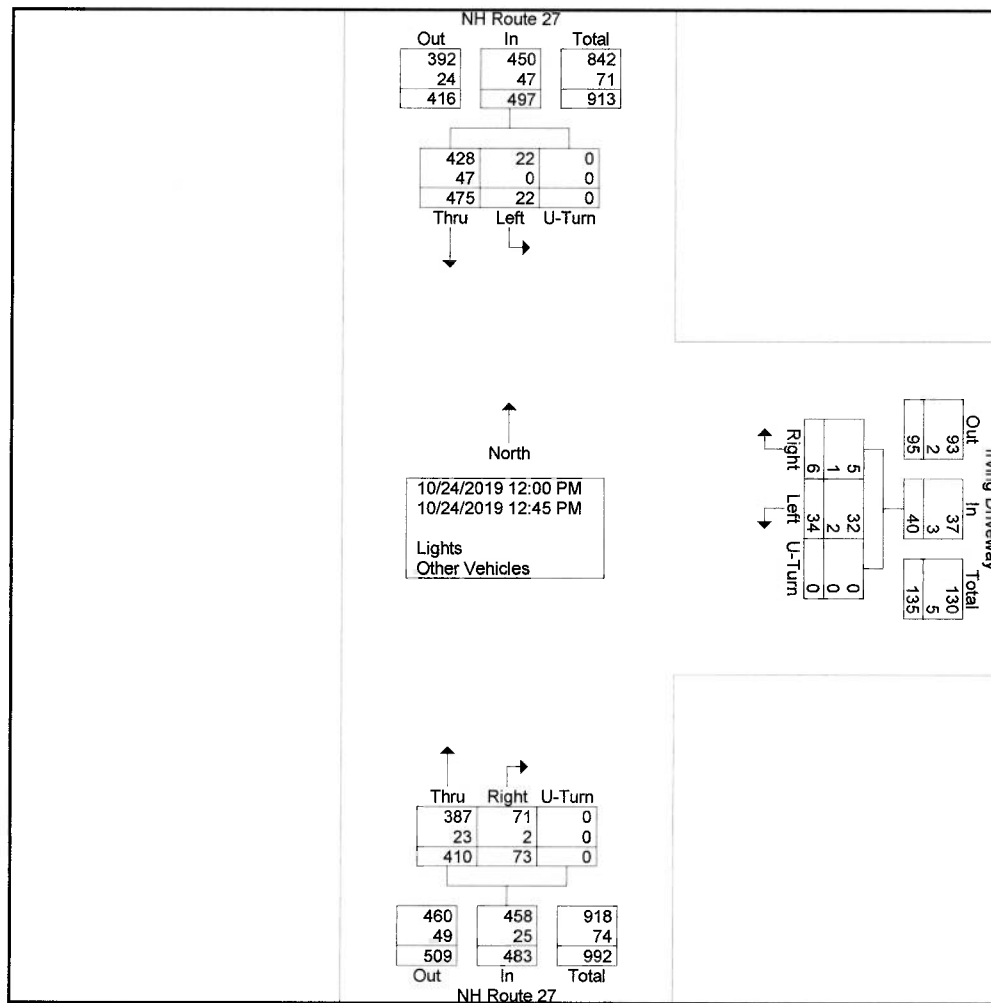 NH Route 27
Out In Total
392 450 842
24 47 71
416 497 913
428 22 0
47 0 0
475 22 0
Thru Left U-Turn
North
10/24/2019 12:00 PM
10/24/2019 12:45 PM
Lights
Other Vehicles
Driveway
Out In Total
93 37 130
2 3 5
95 40 135
5 32 0
1 2 0
6 34 0
Right Left U-Turn
Thru Right U-Turn
387 71 0
23 2 0
410 73 0
460 458 918
49 25 74
509 483 992
Out In Total
NH Route 27